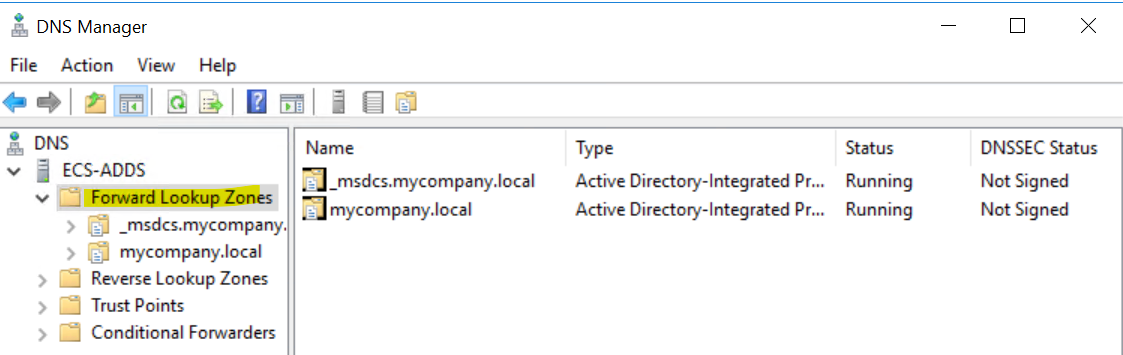 DNS Manager
File Action View Help
DNS
ECS-ADDS
Forward Lookup Zones
_msdcs.mycompany.
mycompany.local
Reverse Lookup Zones
Trust Points
Conditional Forwarders
Name Type Status DNSSEC Status
_msdcs.mycompany.local Active Directory-Integrated Pr... Running Not Signed
mycompany.local Active Directory-Integrated Pr... Running Not Signed